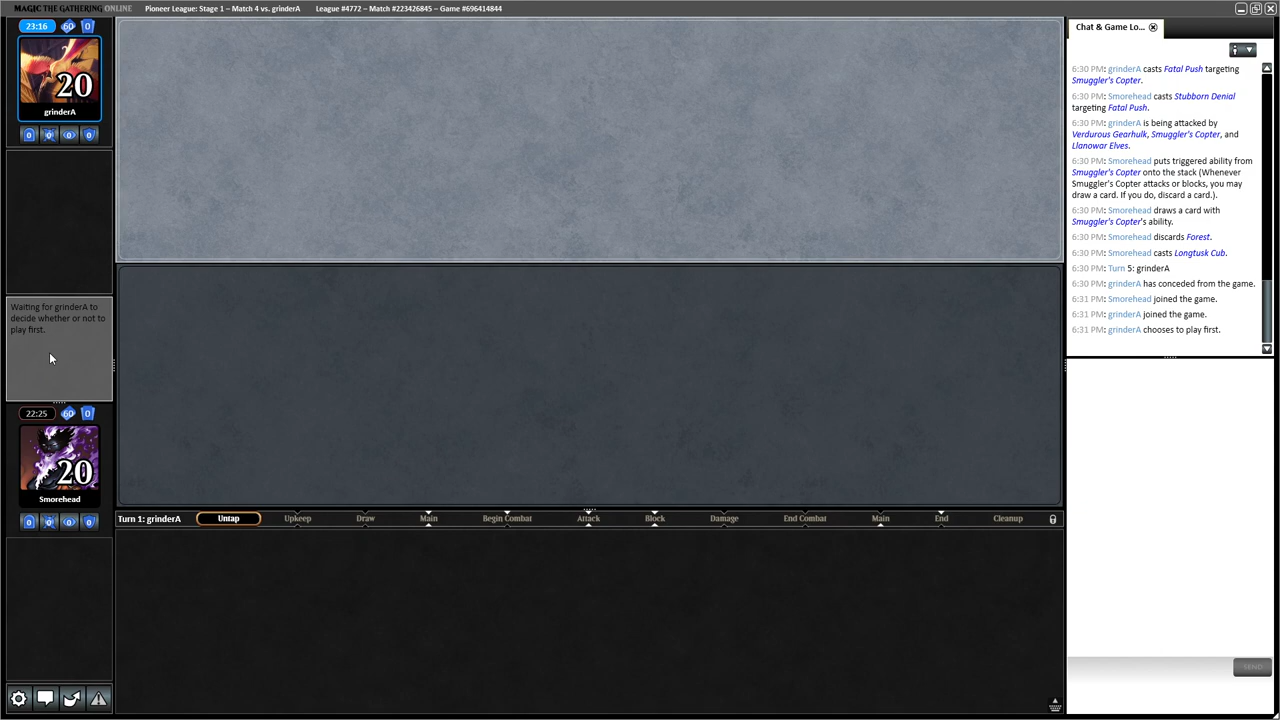 MAGIC THE GATHERING ONLINE Pioneer League: Stage 1 – Match 4 vs. grinderA League #4772 – Match #223426845 – Game #696414844
23:16 60 0
20
grinderA
0 0 0 0
Waiting for grinderA to
decide whether or not to
play first.
22:25 60 0
20
Smorehead
0 0 0 0
Turn 1: grinderA Untap Upkeep Draw Main Begin Combat Attack Block Damage End Combat Main End Cleanup
Chat & Game Lo...
6:30 PM: grinderA casts Fatal Push targeting
Smuggler's Copter.
6:30 PM: Smorehead casts Stubborn Denial
targeting Fatal Push.
6:30 PM: grinderA is being attacked by
Verdurous Gearhulk, Smuggler's Copter, and
Llanowar Elves.
6:30 PM: Smorehead puts triggered ability from
Smuggler's Copter onto the stack (Whenever
Smuggler's Copter attacks or blocks, you may
draw a card. If you do, discard a card.).
6:30 PM: Smorehead draws a card with
Smuggler's Copter's ability.
6:30 PM: Smorehead discards Forest.
6:30 PM: Smorehead casts Longtusk Cub.
6:30 PM: Turn 5: grinderA
6:30 PM: grinderA has conceded from the game.
6:31 PM: Smorehead joined the game.
6:31 PM: grinderA joined the game.
6:31 PM: grinderA chooses to play first.
SEND